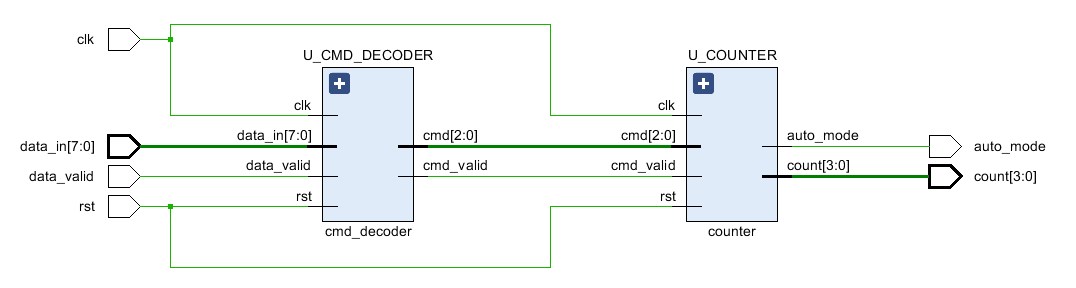 clk
data_in[7:0]
data_valid
rst
U_CMD_DECODER
clk
data_in[7:0]
data_valid
rst
cmd[2:0]
cmd_valid
cmd_decoder
U_COUNTER
clk
cmd[2:0]
cmd_valid
rst
auto_mode
count[3:0]
counter
auto_mode
count[3:0]